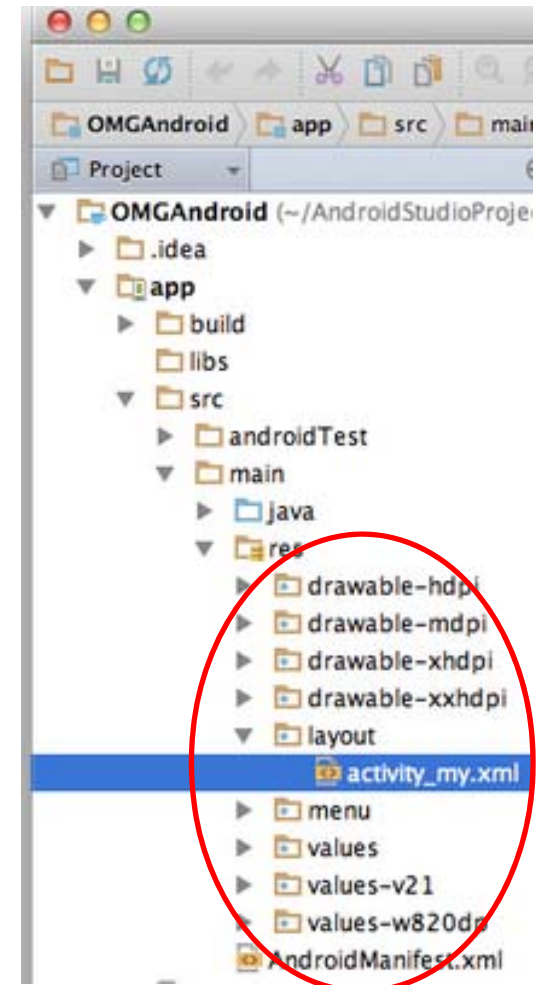 OMGAndroid app src main
Project
OMGAndroid (~/AndroidStudioProje
.idea
app
build
libs
src
androidTest
main
java
res
drawable-hdpi
drawable-mdpi
drawable-xhdpi
drawable-xxhdpi
layout
activity_my.xml
menu
values
values-v21
values-w820dp
AndroidManifest.xml